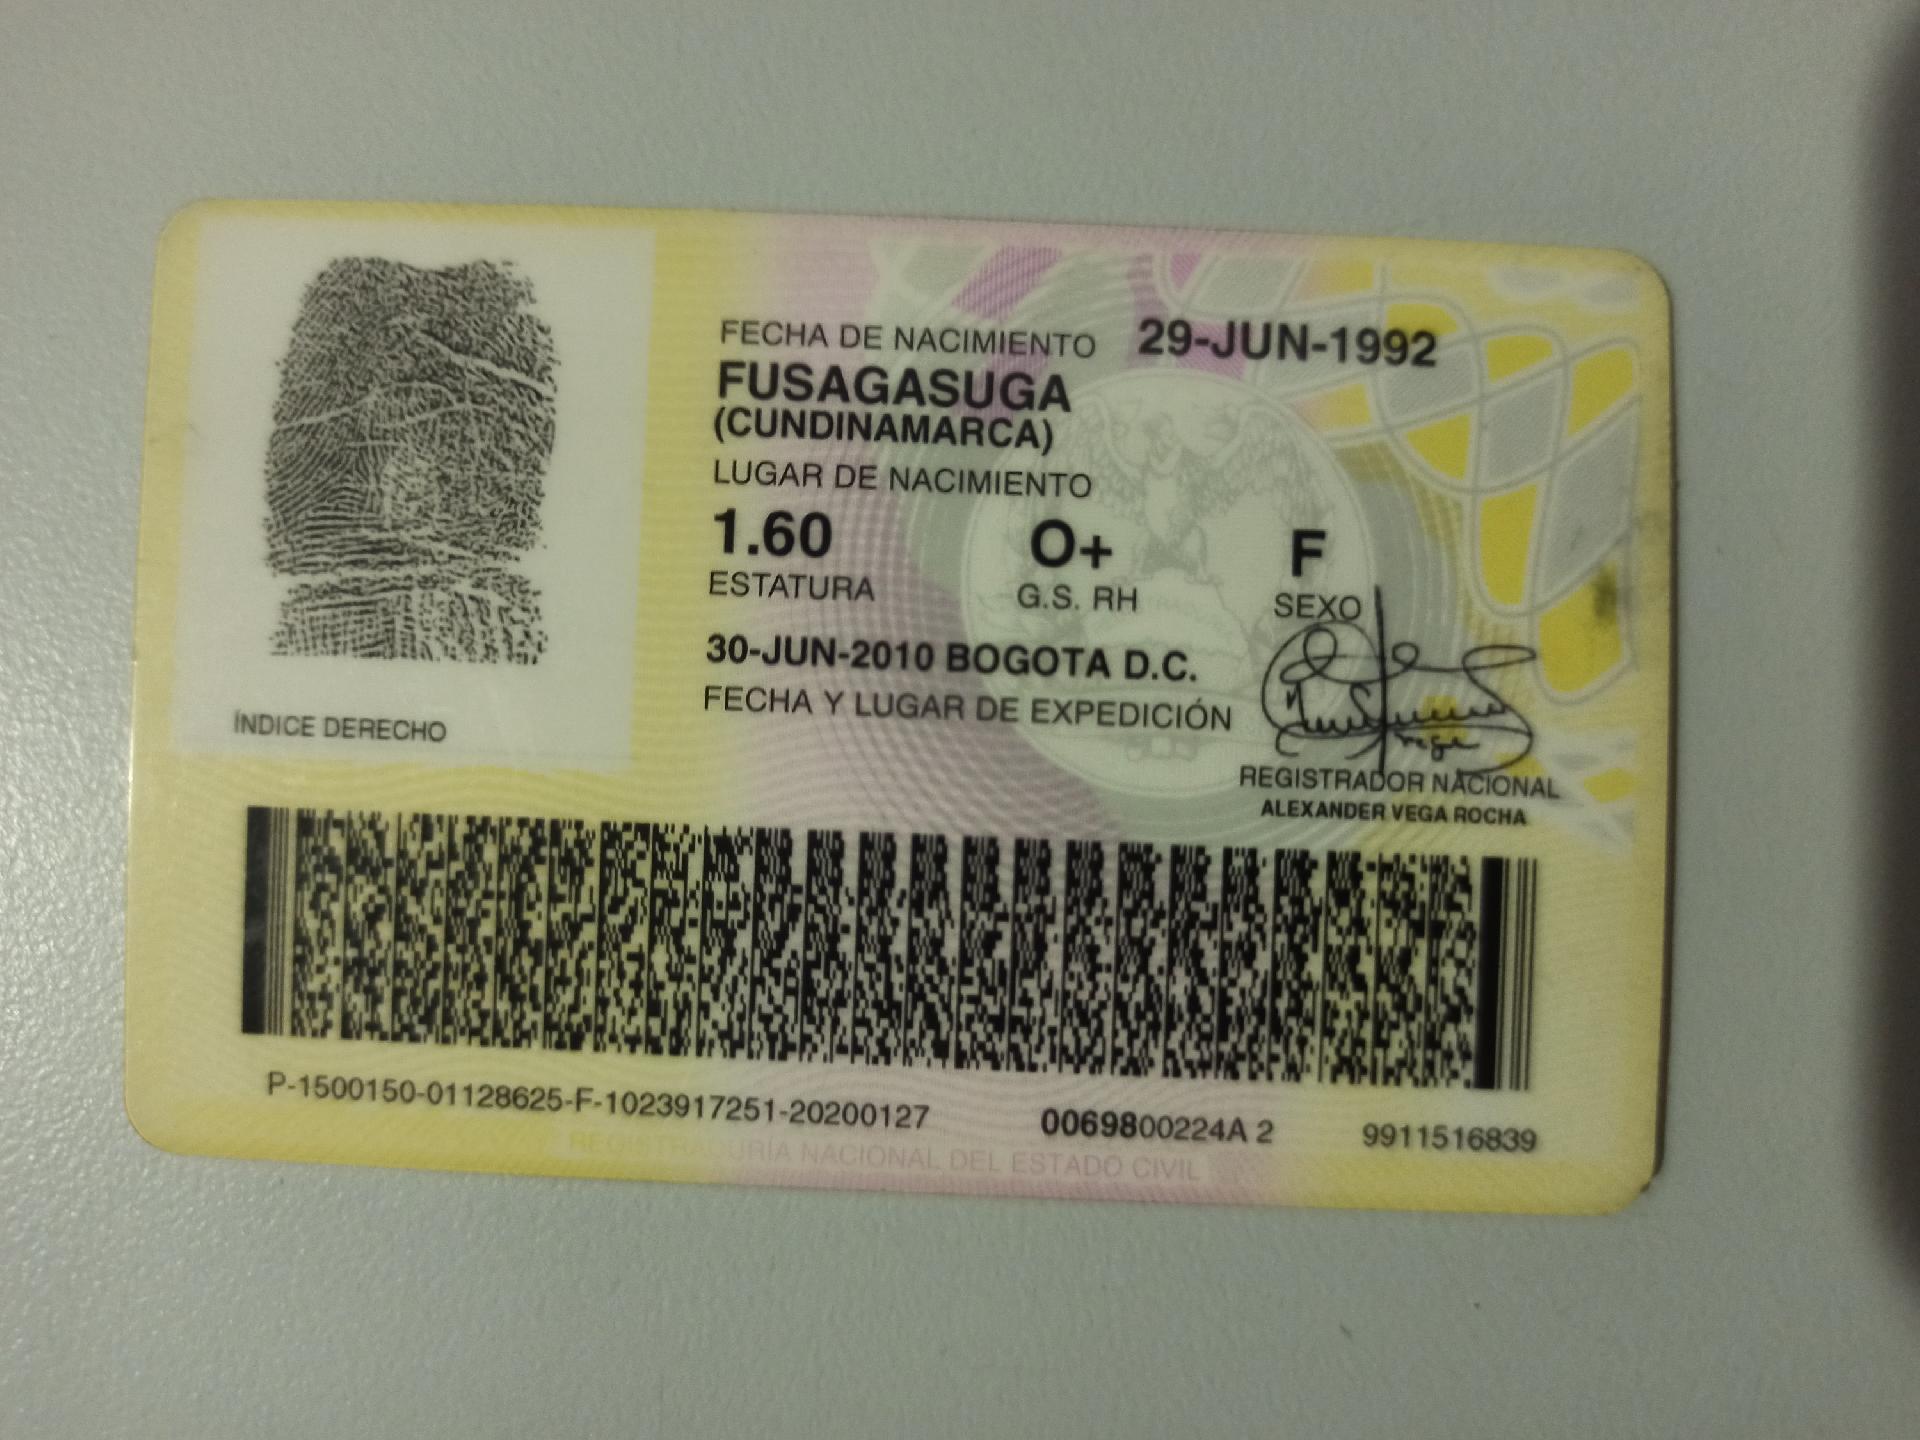 FECHA DE NACIMIENTO 29-JUN-1992
FUSAGASUGA
(CUNDINAMARCA)
LUGAR DE NACIMIENTO
1.60 O+ F
ESTATURA G.S. RH SEXO
30-JUN-2010 BOGOTA D.C.
FECHA Y LUGAR DE EXPEDICIÓN
ÍNDICE DERECHO
REGISTRADOR NACIONAL
ALEXANDER VEGA ROCHA
P-1500150-01128625-F-1023917251-20200127 0069800224A 2 9911516839
REGISTRADURÍA NACIONAL DEL ESTADO CIVIL